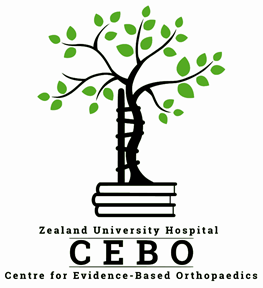 Zealand University Hospital
CEBO
Centre for Evidence-Based Orthopaedics